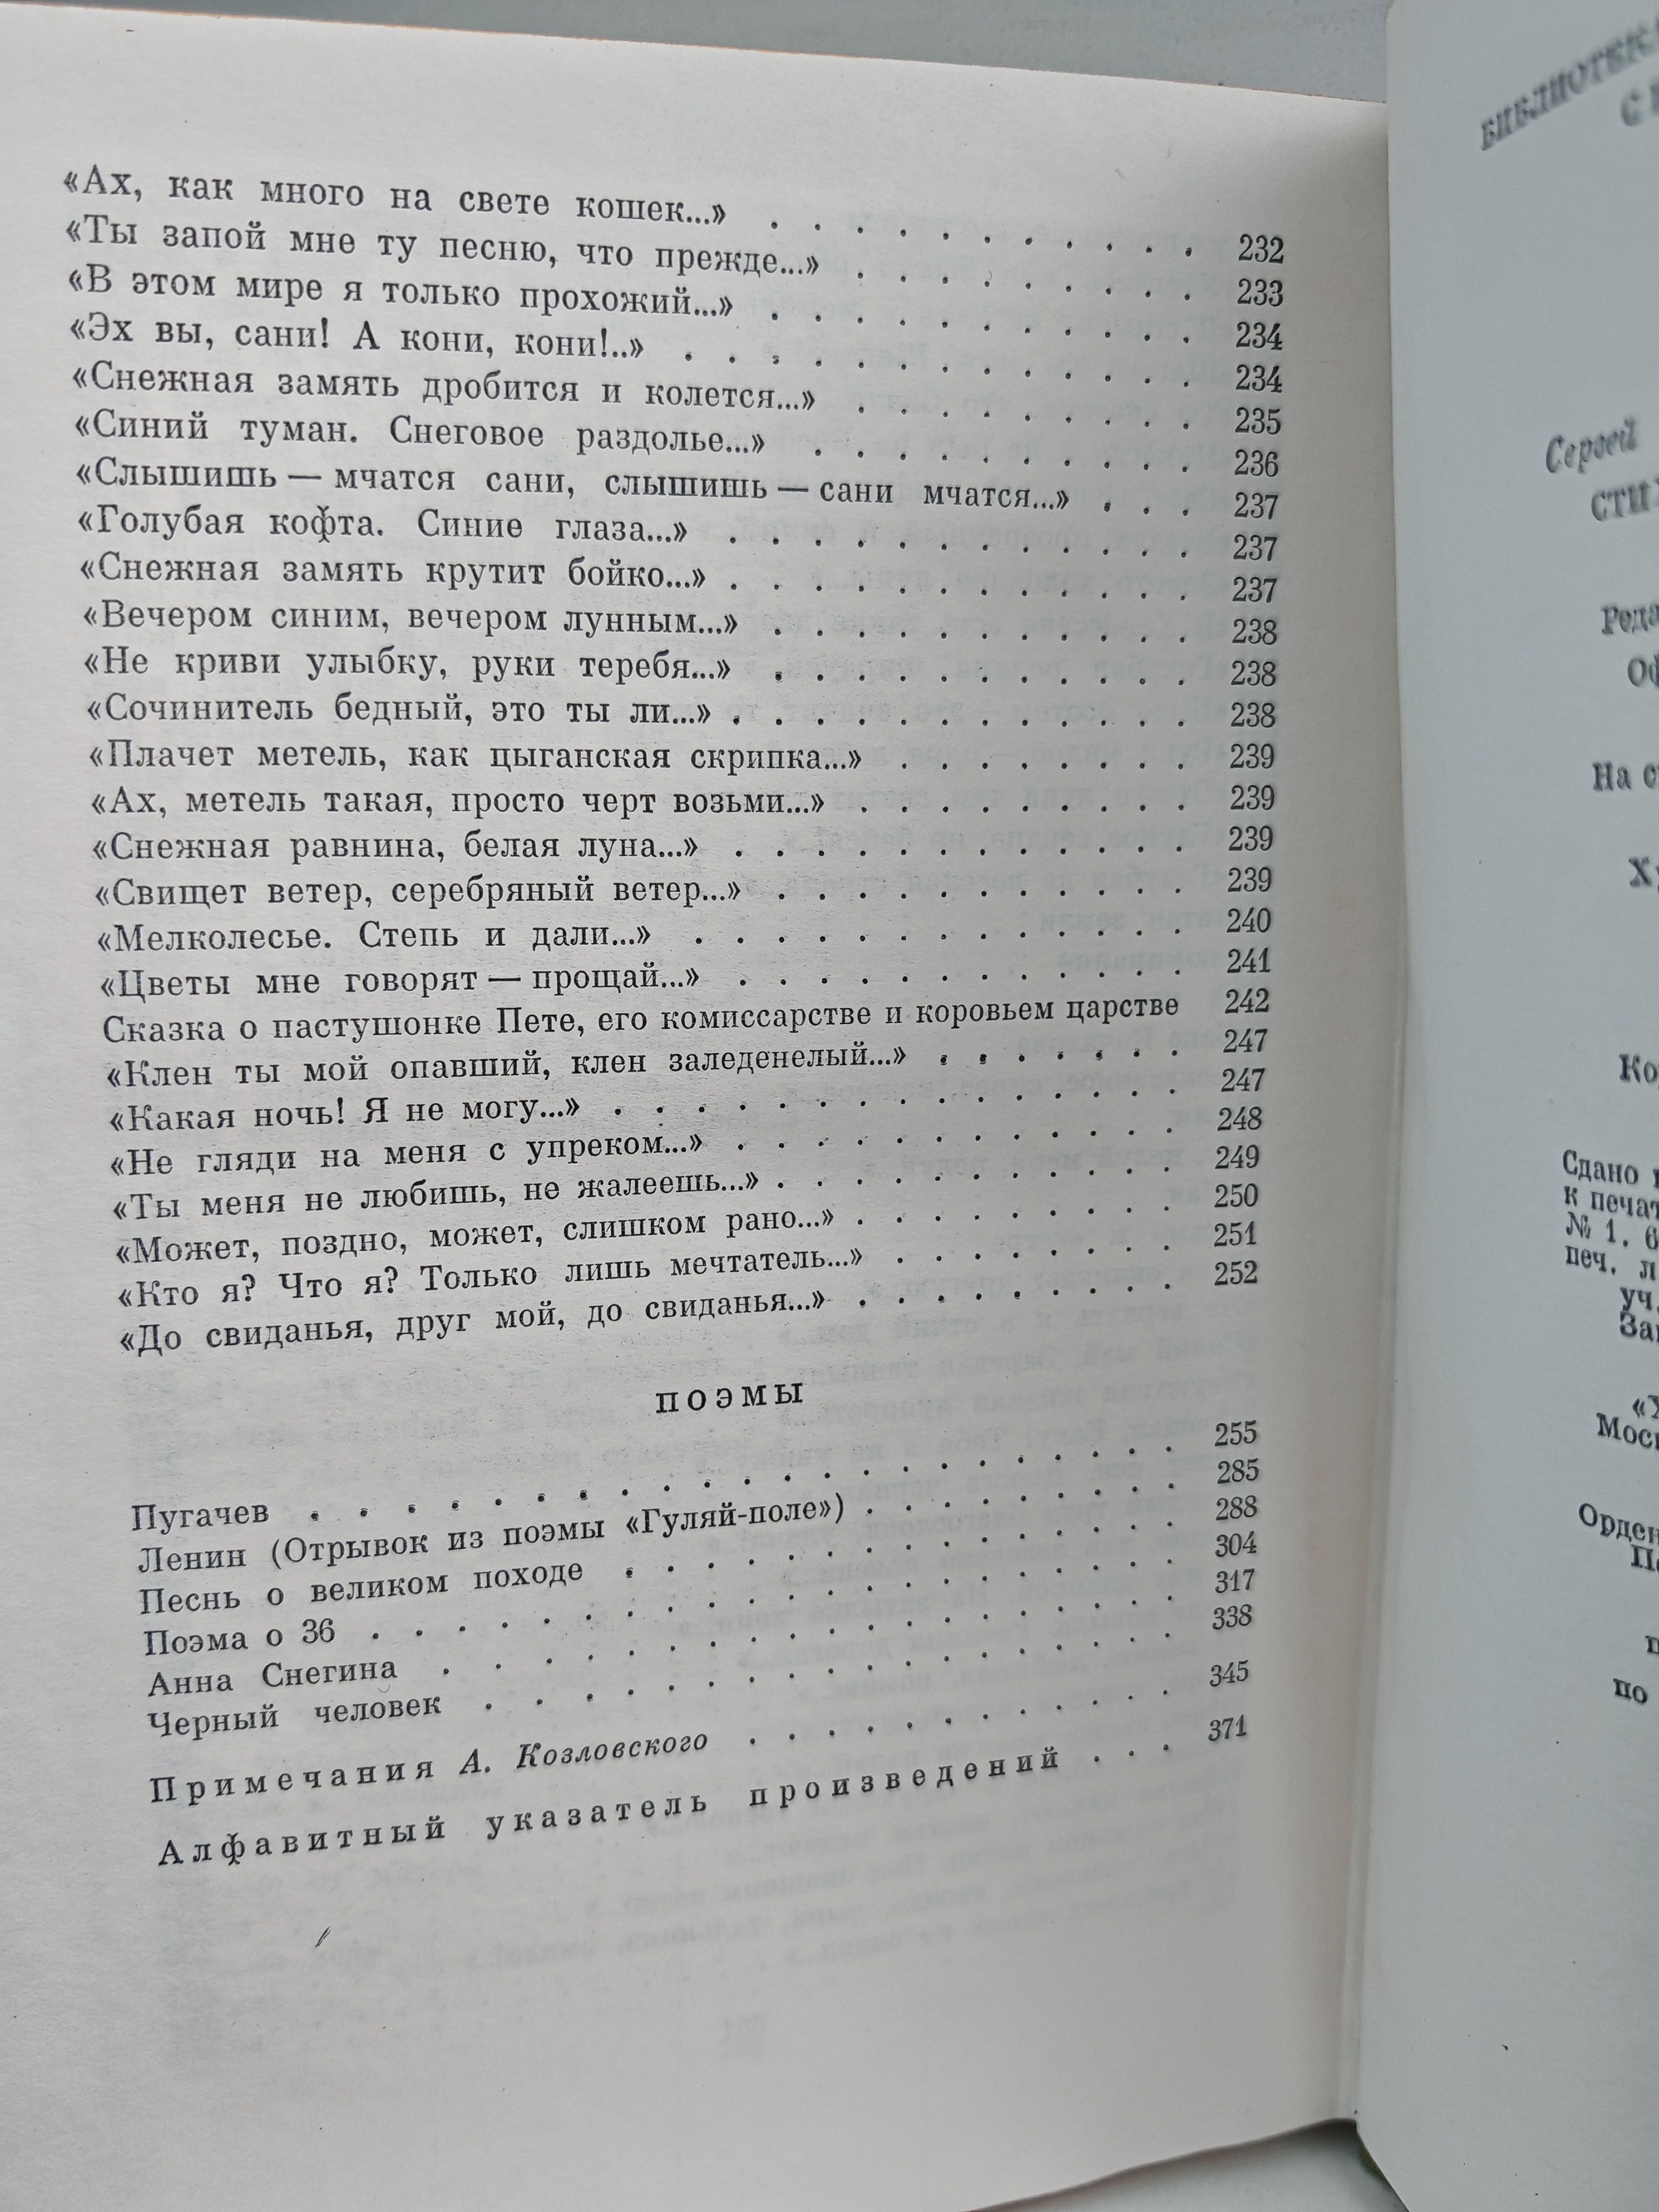 «Ах, как много на свете кошек...» . . . . . . . . . . . 232
«Ты запой мне ту песню, что прежде...» . . . . . . . . . 233
«В этом мире я только прохожий...» . . . . . . . . . . . 234
«Эх вы, сани! А кони, кони!..» . . . . . . . . . . . . . 234
«Снежная замять дробится и колется...» . . . . . . . . . 235
«Синий туман. Снеговое раздолье...» . . . . . . . . . . 236
«Слышишь — мчатся сани, слышишь — сани мчатся...» . . . 237
«Голубая кофта. Синие глаза...» . . . . . . . . . . . . 237
«Снежная замять крутит бойко...» . . . . . . . . . . . . 237
«Вечером синим, вечером лунным...» . . . . . . . . . . . 238
«Не криви улыбку, руки теребя...» . . . . . . . . . . . 238
«Сочинитель бедный, это ты ли...» . . . . . . . . . . . . 238
«Плачет метель, как цыганская скрипка...» . . . . . . . . 239
«Ах, метель такая, просто черт возьми...» . . . . . . . . . 239
«Снежная равнина, белая луна...» . . . . . . . . . . . . 239
«Свищет ветер, серебряный ветер...» . . . . . . . . . . . 239
«Мелколесье. Степь и дали...» . . . . . . . . . . . . . 240
«Цветы мне говорят — прощай...» . . . . . . . . . . . . 241
Сказка о пастушонке Пете, его комиссарстве и коровьем царстве 242
«Клен ты мой опавший, клен заледенелый...» . . . . . . . 247
«Какая ночь! Я не могу...» . . . . . . . . . . . . . . . 247
«Не гляди на меня с упреком...» . . . . . . . . . . . . 248
«Ты меня не любишь, не жалеешь...» . . . . . . . . . . . 249
«Может, поздно, может, слишком рано...» . . . . . . . . . 250
«Кто я? Что я? Только лишь мечтатель...» . . . . . . . . 251
«До свиданья, друг мой, до свиданья...» . . . . . . . . . 252
ПОЭМЫ
Пугачев . . . . . . . . . . . . . . . . . . . . . 255
Ленин (Отрывок из поэмы «Гуляй-поле») . . . . . . . . . 285
Песнь о великом походе . . . . . . . . . . . . . . . 288
Поэма о 36 . . . . . . . . . . . . . . . . . . . . 304
Анна Снегина . . . . . . . . . . . . . . . . . . . 317
Черный человек . . . . . . . . . . . . . . . . . . 338
Примечания А. Козловского . . . . . . . . . . . 345
Алфавитный указатель произведений . . . 371
Сергей
На
Сдано
к
№ 1. 6
печ. л
уч.
по